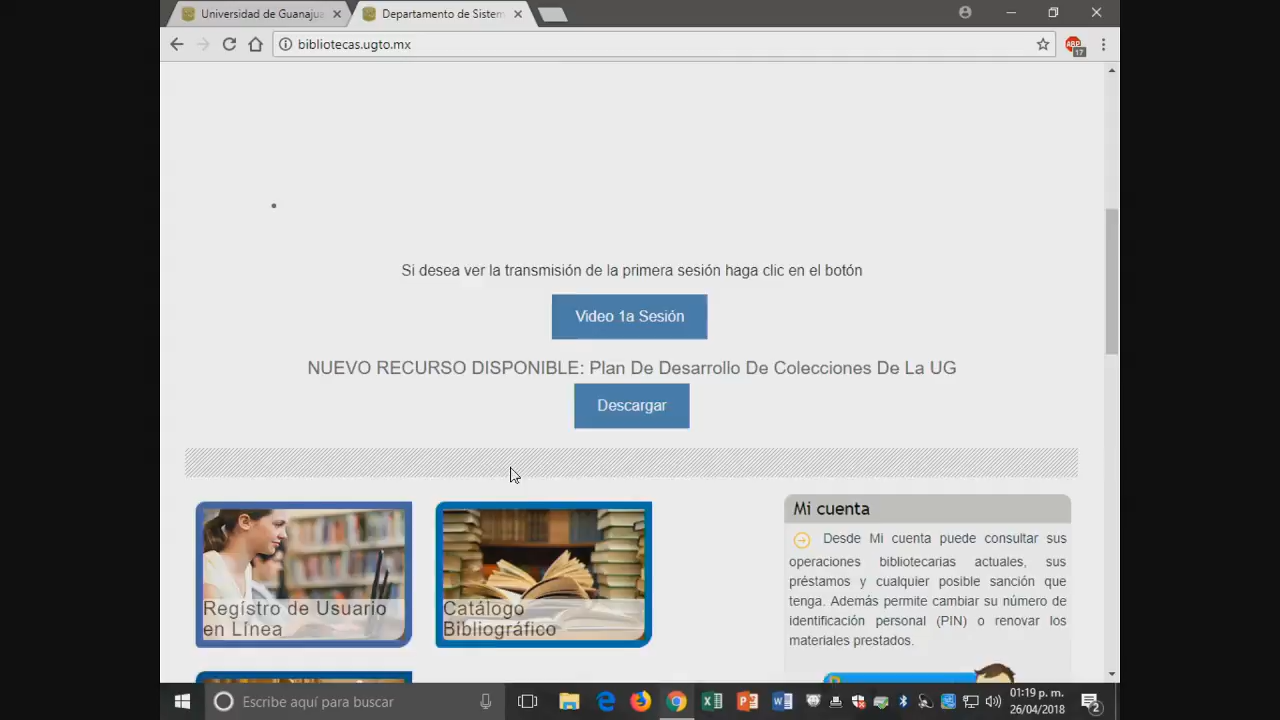 Universidad de Guanajua
Departamento de Sistem
bibliotecas.ugto.mx
ABP
17
Si desea ver la transmisión de la primera sesión haga clic en el botón
Video 1a Sesión
NUEVO RECURSO DISPONIBLE: Plan De Desarrollo De Colecciones De La UG
Descargar
Registro de Usuario
en Línea
Catálogo
Bibliográfico
Mi cuenta
Desde Mi cuenta puede consultar sus
operaciones bibliotecarias actuales, sus
préstamos y cualquier posible sanción que
tenga. Además permite cambiar su número de
identificación personal (PIN) o renovar los
materiales prestados.
Escribe aquí para buscar
01:19 p. m.
26/04/2018
2